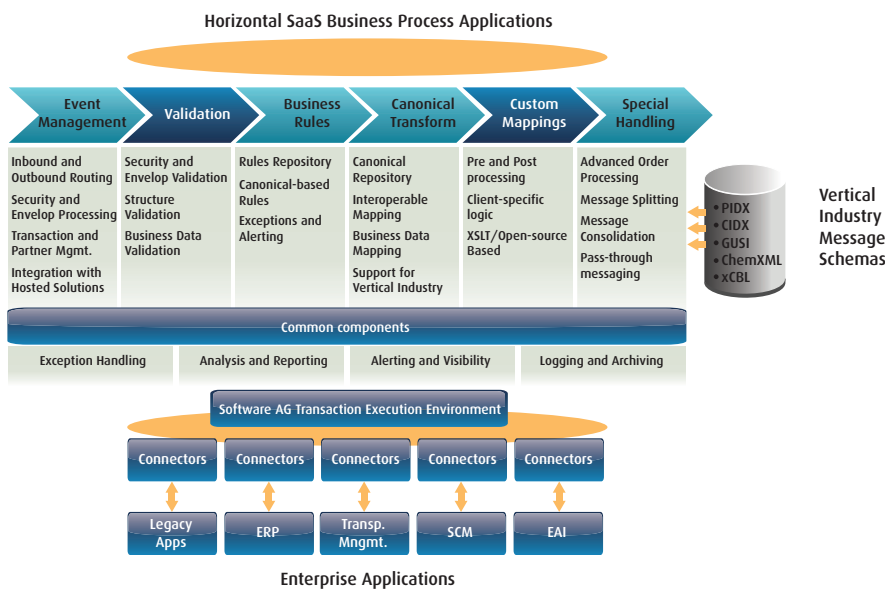 Horizontal SaaS Business Process Applications
Event
Management
Validation
Business
Rules
Canonical
Transform
Custom
Mappings
Special
Handling
Inbound and
Outbound Routing
Security and
Envelop Processing
Transaction and
Partner Mgmt.
Integration with
Hosted Solutions
Security and
Envelop Validation
Structure
Validation
Business Data
Validation
Rules Repository
Canonical-based
Rules
Exceptions and
Alerting
Canonical
Repository
Interoperable
Mapping
Business Data
Mapping
Support for
Vertical Industry
Pre and Post
processing
Client-specific
logic
XSLT/Open-source
Based
Advanced Order
Processing
Message Splitting
Message
Consolidation
Pass-through
messaging
• PIDX
• CIDX
• GUSI
• ChemXML
• xCBL
Vertical
Industry
Message
Schemas
Common components
Exception Handling
Analysis and Reporting
Alerting and Visibility
Logging and Archiving
Software AG Transaction Execution Environment
Connectors
Connectors
Connectors
Connectors
Connectors
Legacy
Apps
ERP
Transp.
Mngmt.
SCM
EAI
Enterprise Applications